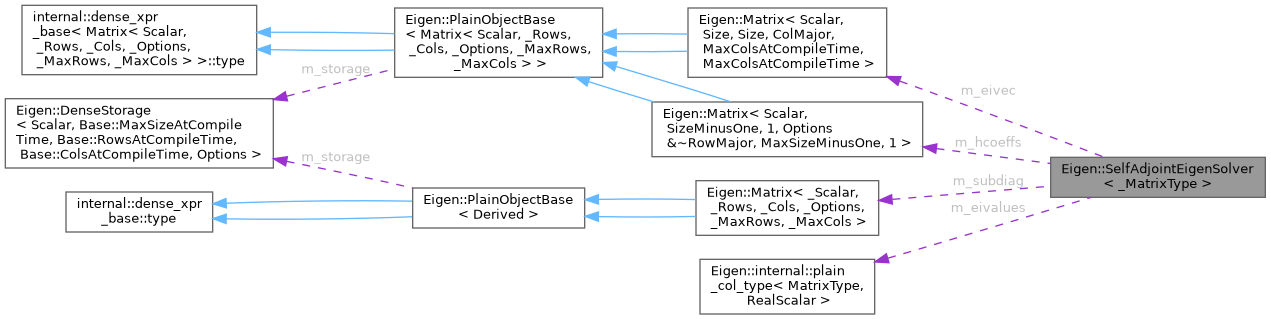 internal::dense_xpr
_base< Matrix< Scalar,
_Rows, _Cols, _Options,
_MaxRows, _MaxCols > >::type
Eigen::PlainObjectBase
< Matrix< Scalar, _Rows,
_Cols, _Options, _MaxRows,
_MaxCols > >
Eigen::Matrix< Scalar,
Size, Size, ColMajor,
MaxColsAtCompileTime,
MaxColsAtCompileTime >
m_storage
m_eivec
Eigen::DenseStorage
< Scalar, Base::MaxSizeAtCompile
Time, Base::RowsAtCompileTime,
Base::ColsAtCompileTime, Options >
Eigen::Matrix< Scalar,
SizeMinusOne, 1, Options
&~RowMajor, MaxSizeMinusOne, 1 >
m_hcoeffs
m_storage
Eigen::SelfAdjointEigenSolver
< _MatrixType >
m_subdiag
internal::dense_xpr
_base::type
Eigen::PlainObjectBase
< Derived >
Eigen::Matrix< _Scalar,
_Rows, _Cols, _Options,
_MaxRows, _MaxCols >
m_eivalues
Eigen::internal::plain
_col_type< MatrixType,
RealScalar >